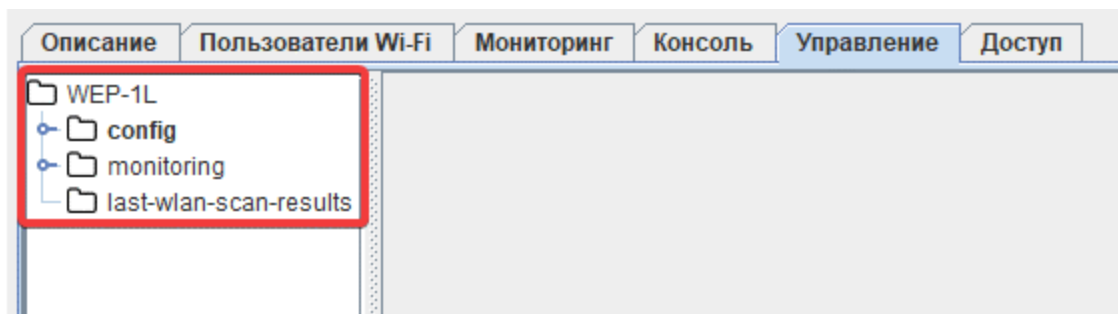 Описание Пользователи Wi-Fi Мониторинг Консоль Управление Доступ
WEP-1L
config
monitoring
last-wlan-scan-results